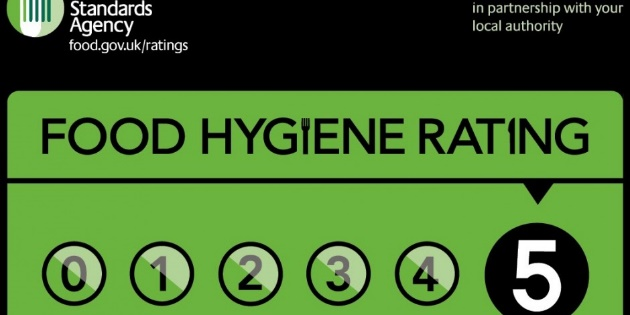 Standards
Agency
food.gov.uk/ratings
in partnership with your
local authority
FOOD HYGIENE RATING
0 1 2 3 4 5